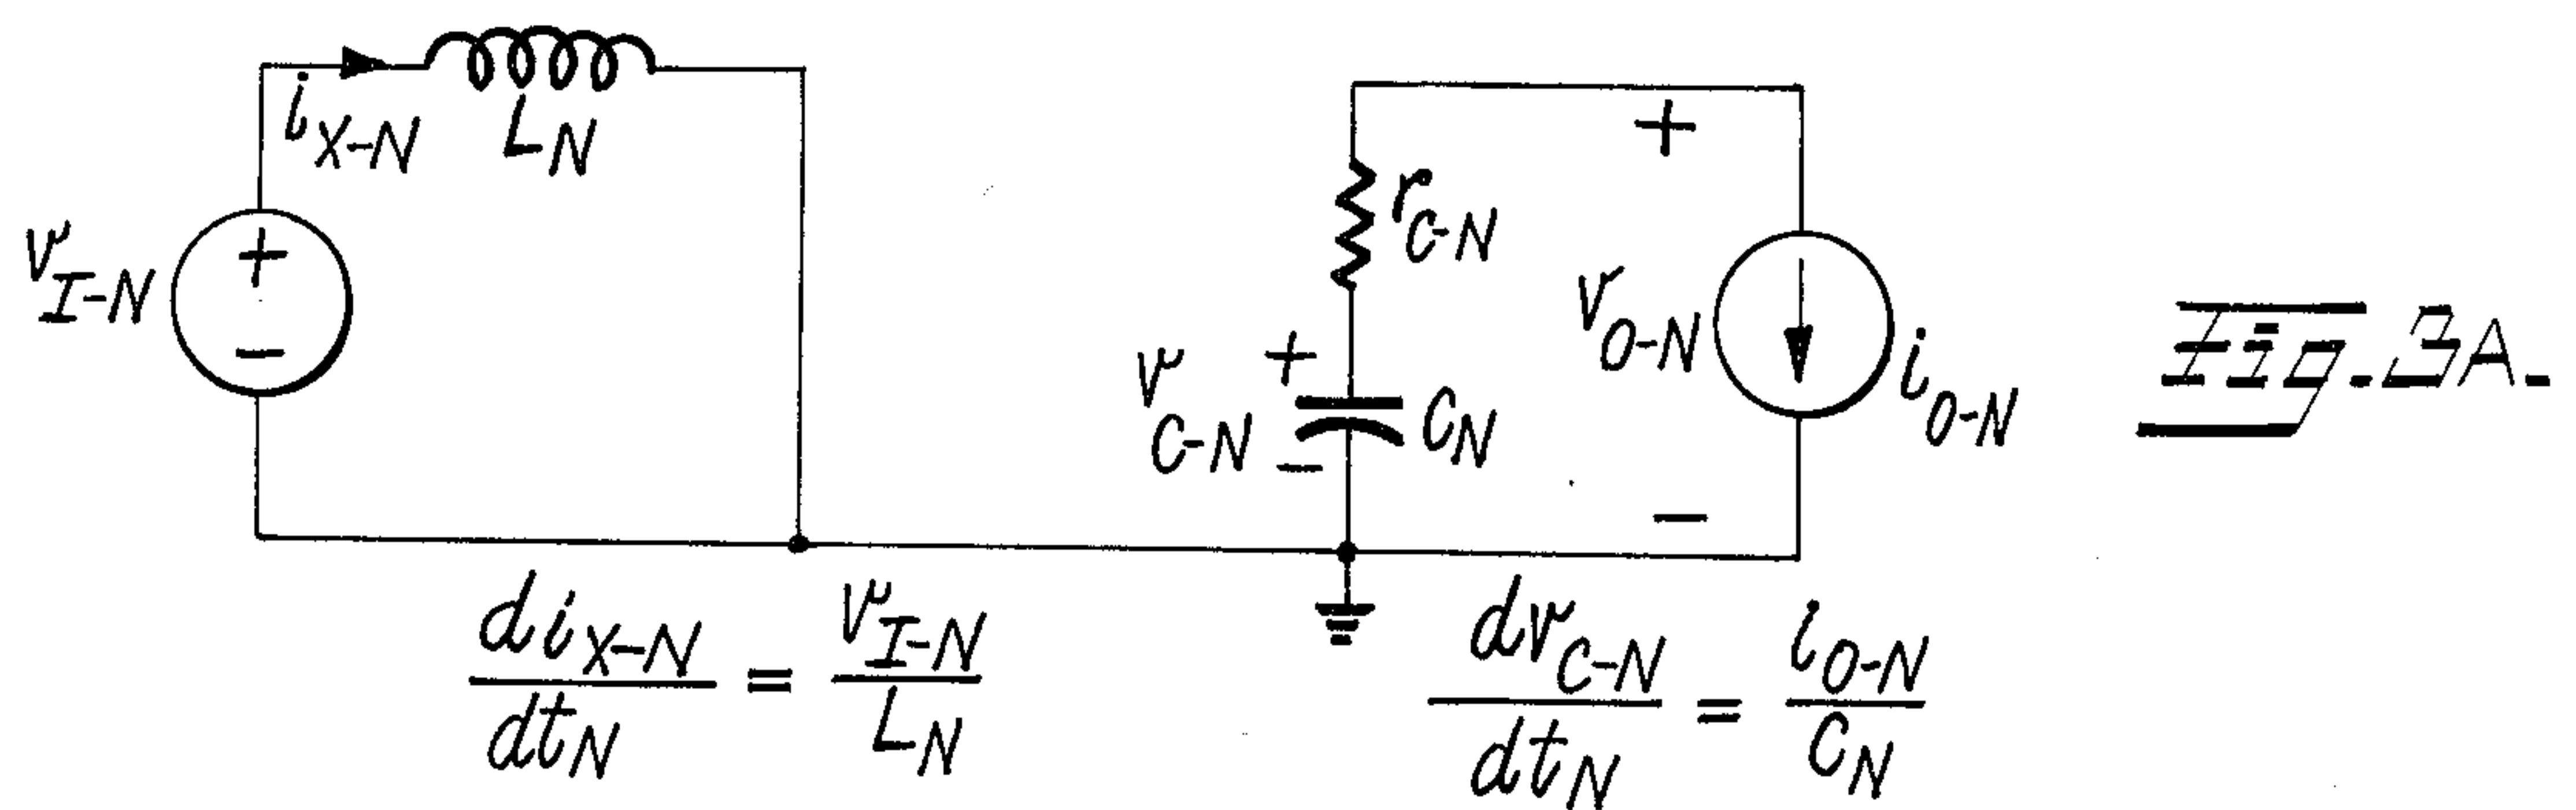 i_{X-N}
L_N
v_{I-N}
+
−
+
r_{C-N}
v_{C-N}
+
−
C_N
v_{O-N}
−
i_{O-N}
Fig. 3A.
di_{X-N}/dt_N = v_{I-N}/L_N
dv_{C-N}/dt_N = i_{O-N}/C_N